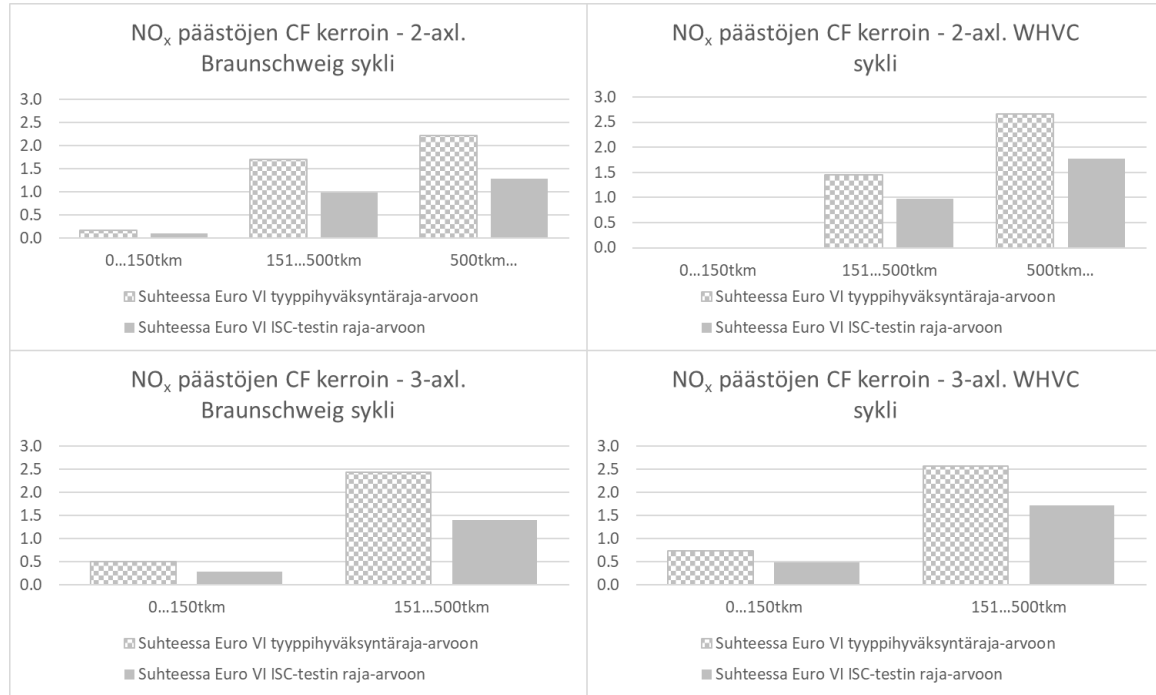 NOx päästöjen CF kerroin - 2-axl.
Braunschweig sykli
3.0
2.5
2.0
1.5
1.0
0.5
0.0
0...150tkm 151...500tkm 500tkm...
Suhteessa Euro VI tyyppihyväksyntäraja-arvoon
Suhteessa Euro VI ISC-testin raja-arvoon
NOx päästöjen CF kerroin - 2-axl. WHVC
sykli
3.0
2.5
2.0
1.5
1.0
0.5
0.0
0...150tkm 151...500tkm 500tkm...
Suhteessa Euro VI tyyppihyväksyntäraja-arvoon
Suhteessa Euro VI ISC-testin raja-arvoon
NOx päästöjen CF kerroin - 3-axl.
Braunschweig sykli
3.0
2.5
2.0
1.5
1.0
0.5
0.0
0...150tkm 151...500tkm
Suhteessa Euro VI tyyppihyväksyntäraja-arvoon
Suhteessa Euro VI ISC-testin raja-arvoon
NOx päästöjen CF kerroin - 3-axl. WHVC
sykli
3.0
2.5
2.0
1.5
1.0
0.5
0.0
0...150tkm 151...500tkm
Suhteessa Euro VI tyyppihyväksyntäraja-arvoon
Suhteessa Euro VI ISC-testin raja-arvoon